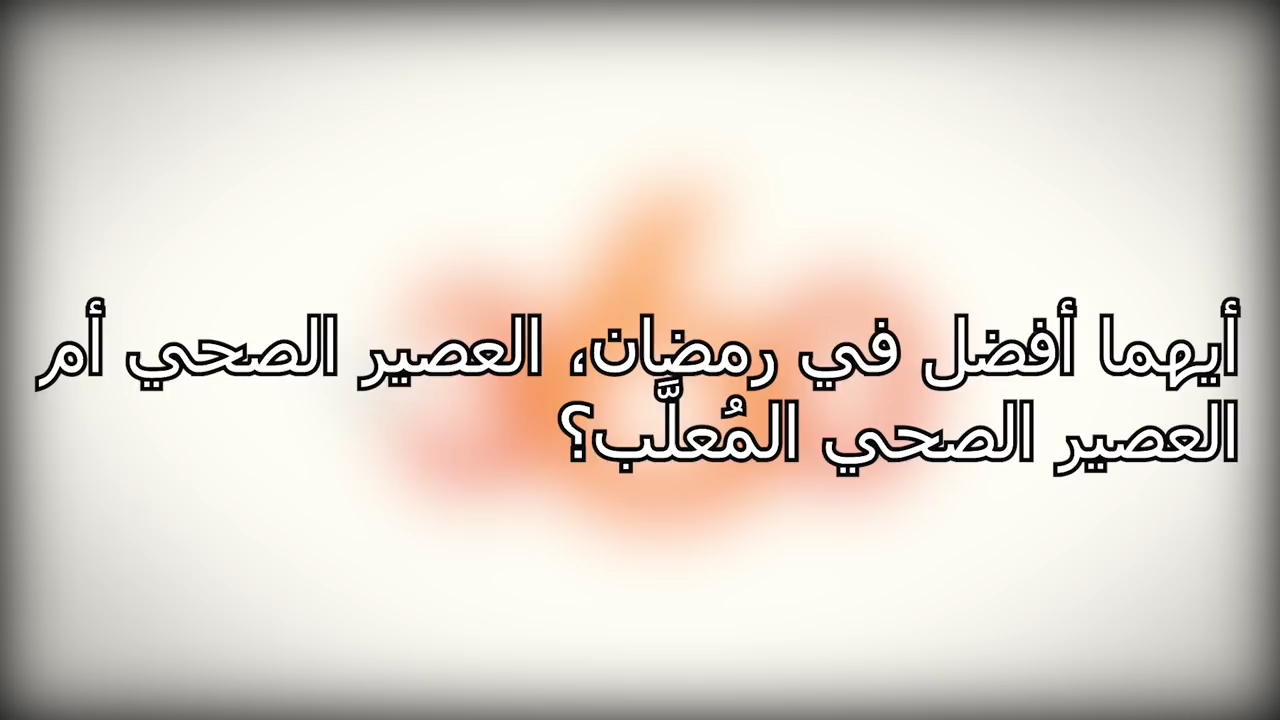 أيهما أفضل في رمضان، العصير الصحي أم
العصير الصحي المُعلَّب؟